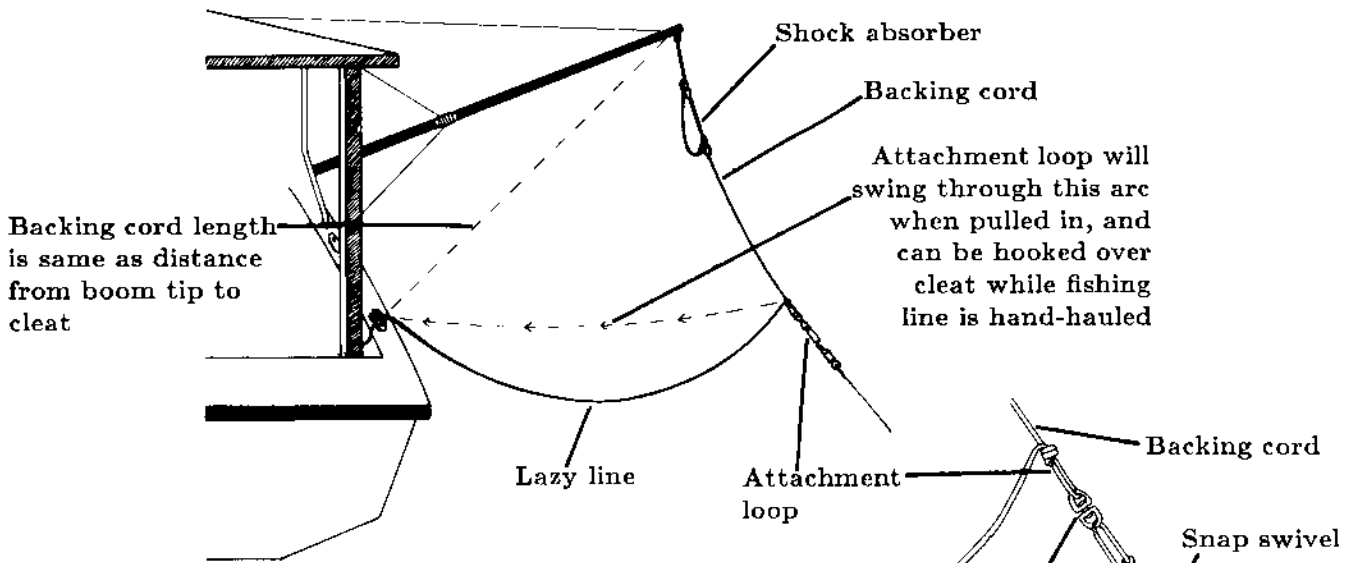 Shock absorber
Backing cord
Attachment loop will
swing through this arc
when pulled in, and
can be hooked over
cleat while fishing
line is hand-hauled
Backing cord length
is same as distance
from boom tip to
cleat
Lazy line
Attachment
loop
Backing cord
Snap swivel